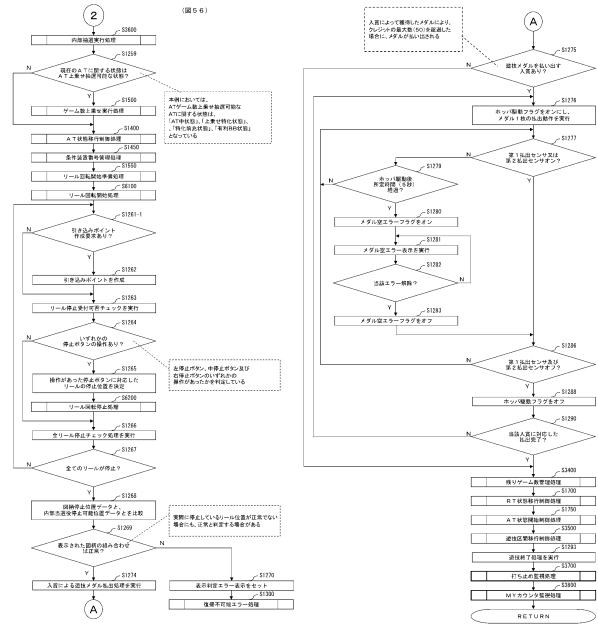 (図56)
2
S3600
内部抽選実行処理
S1259
現在のATに関する状態は
AT上乗せ抽選可能な状態?
N
Y
本例においては、
ATゲーム数上乗せ抽選可能な
ATに関する状態は、
「AT中状態」、「上乗せ特化状態」、
「特化前兆状態」、「有利BB状態」
となっている
S1500
ゲーム数上乗せ実行処理
S1400
AT状態移行制御処理
S1450
条件装置番号管理処理
S1550
リール回転開始準備処理
S6100
リール回転開始処理
S1261-1
引き込みポイント
作成要求あり?
N
Y
S1262
引き込みポイントを作成
S1263
リール停止受付可否チェックを実行
S1264
いずれかの
停止ボタンの操作あり?
N
Y
左停止ボタン、中停止ボタン及び
右停止ボタンのいずれかの
操作があったかを判定している
S1265
操作があった停止ボタンに対応した
リールの停止位置を決定
S6200
リール回転停止処理
S1266
全リール停止チェック処理を実行
S1267
全てのリールが停止?
N
Y
S1268
図柄停止位置データと、
内部当選後停止可能位置データとを比較
S1269
表示された図柄の組み合わせ
は正常?
N
Y
実際に停止しているリール位置が正常でない
場合にも、正常と判定する場合がある
S1274
入賞による遊技メダル払出処理を実行
A
S1270
表示判定エラー表示をセット
S1300
復帰不可能エラー処理
A
入賞によって獲得したメダルにより、
クレジットの最大数(50)を超過した
場合に、メダルが払い出される
S1275
遊技メダルを払い出す
入賞あり?
N
Y
S1276
ホッパ駆動フラグをオンにし、
メダル1枚の払出動作を実行
S1277
第1払出センサ又は
第2払出センサオン?
N
Y
S1279
ホッパ駆動後
所定時間(5秒)
経過?
N
Y
S1280
メダル空エラーフラグをオン
S1281
メダル空エラー表示を実行
S1282
当該エラー解除?
N
Y
S1283
メダル空エラーフラグをオフ
S1286
第1払出センサ及び
第2払出センサオフ?
N
Y
S1288
ホッパ駆動フラグをオフ
S1290
当該入賞に対応した
払出完了?
N
Y
S3400
残りゲーム数管理処理
S1700
RT状態移行制御処理
S1750
AT状態開始制御処理
S3500
遊技区間移行制御処理
S1293
遊技終了処理を実行
S3700
打ち止め監視処理
S3800
MYカウンタ監視処理
RETURN